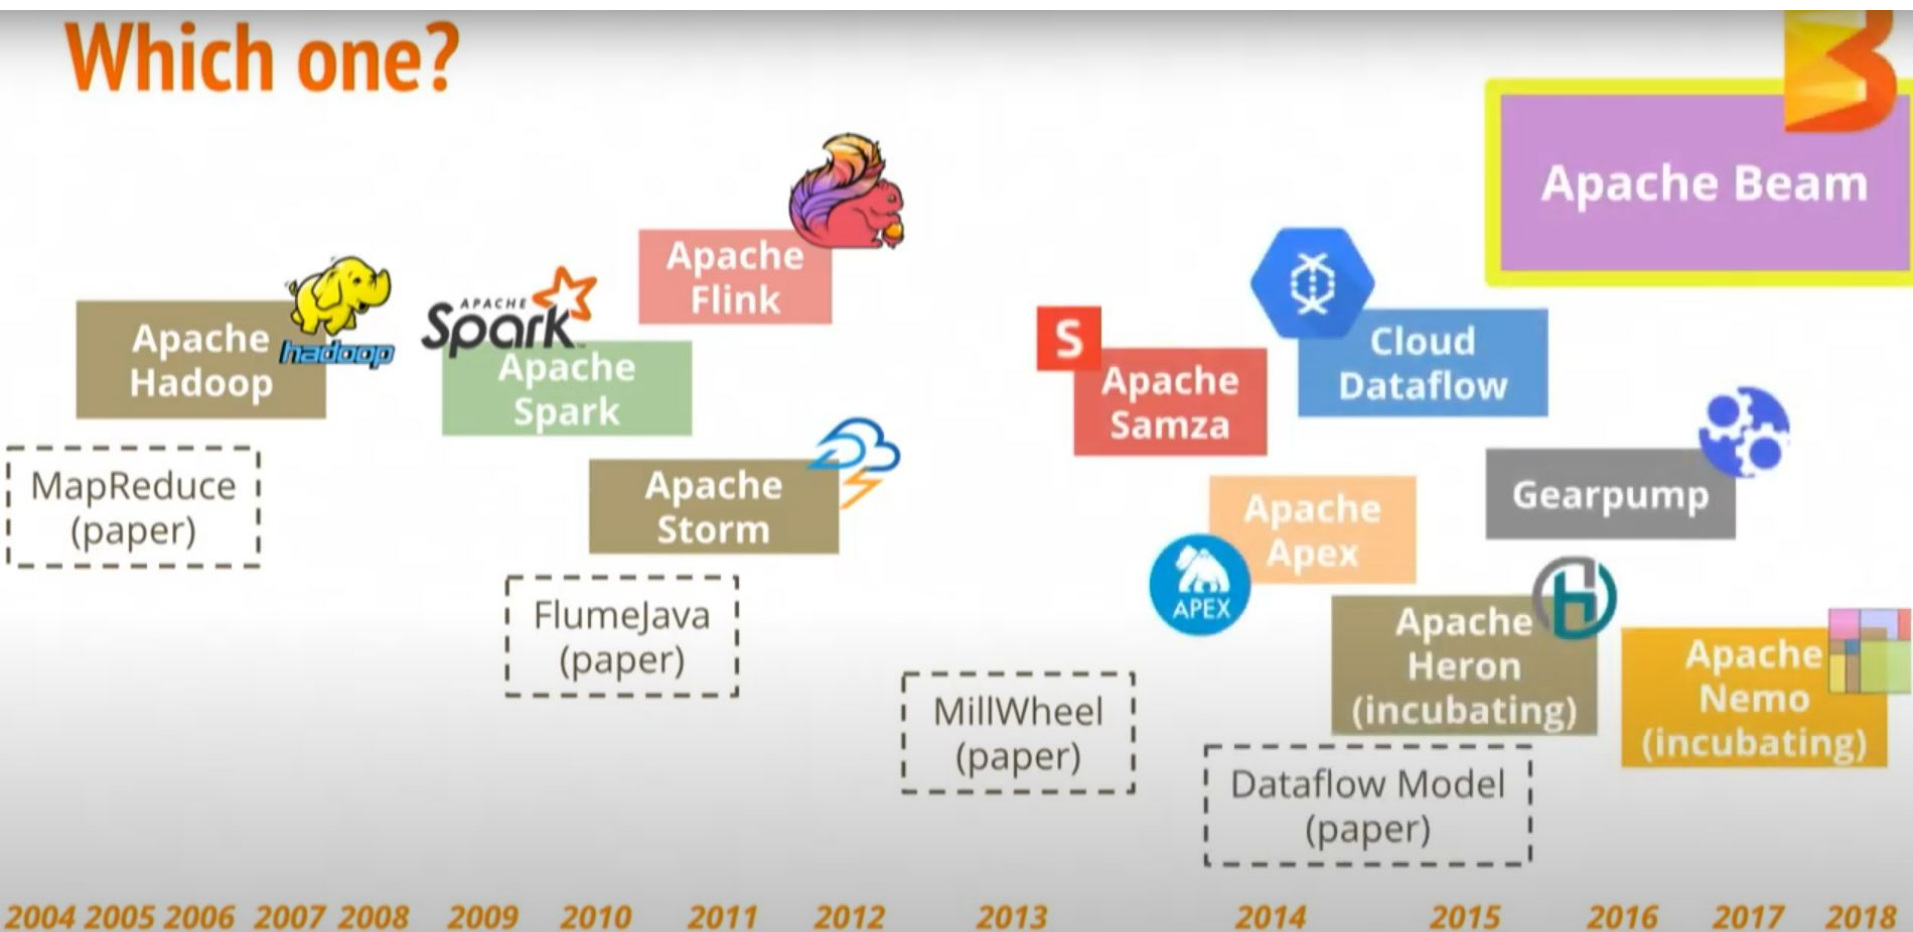 Which one?
Apache Beam
Apache
Flink
Apache
Hadoop
hadoop
APACHE
Spark
Apache
Spark
S
Apache
Samza
Cloud
Dataflow
MapReduce
(paper)
Apache
Storm
Apache
Apex
APEX
Gearpump
FlumeJava
(paper)
Apache
Heron
(incubating)
Apache
Nemo
(incubating)
MillWheel
(paper)
Dataflow Model
(paper)
2004 2005 2006 2007 2008 2009 2010 2011 2012 2013 2014 2015 2016 2017 2018